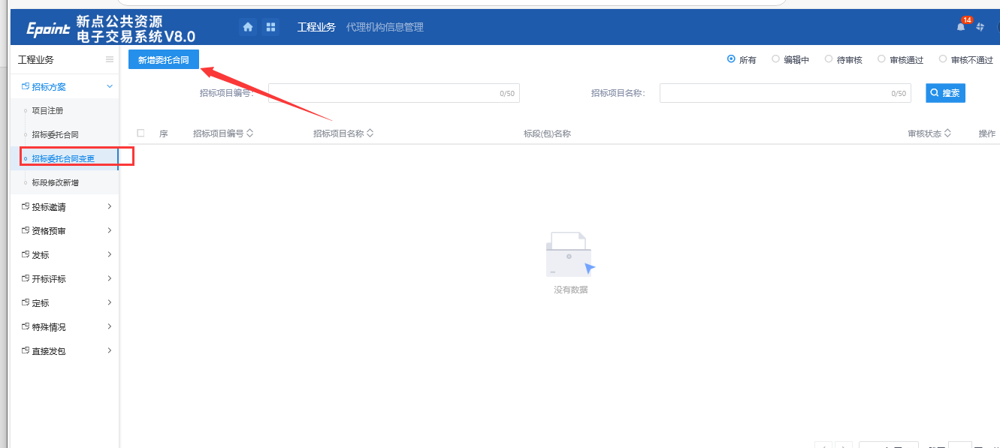 Epoint 新点公共资源
电子交易系统V8.0
工程业务 代理机构信息管理
14
工程业务
新增委托合同
所有 编辑中 待审核 审核通过 审核不通过
招标方案
招标项目编号: 0/50 招标项目名称: 0/50 搜索
项目注册
招标委托合同
序 招标项目编号 招标项目名称 标段(包)名称 审核状态 操作
招标委托合同变更
标段修改新增
投标邀请
资格预审
发标
开标评标
定标
特殊情况
直接发包
没有数据